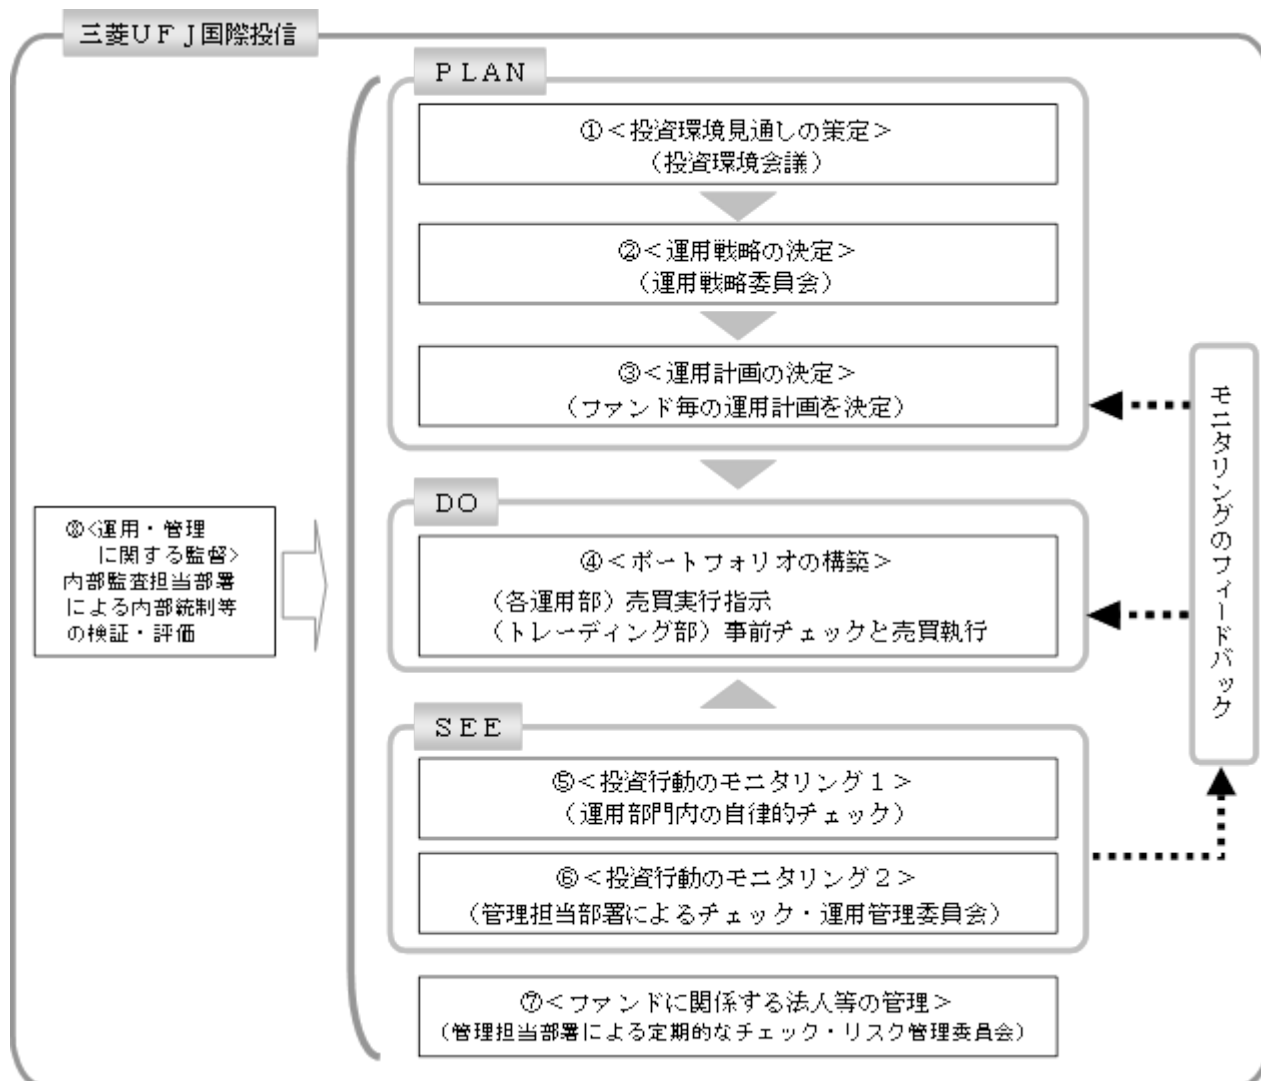 三菱ＵＦＪ国際投信
ＰＬＡＮ
①＜投資環境見通しの策定＞
（投資環境会議）
②＜運用戦略の決定＞
（運用戦略委員会）
③＜運用計画の決定＞
（ファンド毎の運用計画を決定）
ＤＯ
④＜ポートフォリオの構築＞
（各運用部）売買実行指示
（トレーディング部）事前チェックと売買執行
ＳＥＥ
⑤＜投資行動のモニタリング１＞
（運用部門内の自律的チェック）
⑥＜投資行動のモニタリング２＞
（管理担当部署によるチェック・運用管理委員会）
⑦＜ファンドに関係する法人等の管理＞
（管理担当部署による定期的なチェック・リスク管理委員会）
⑧<運用・管理
に関する監督>
内部監査担当部署
による内部統制等
の検証・評価
モニタリングのフィードバック